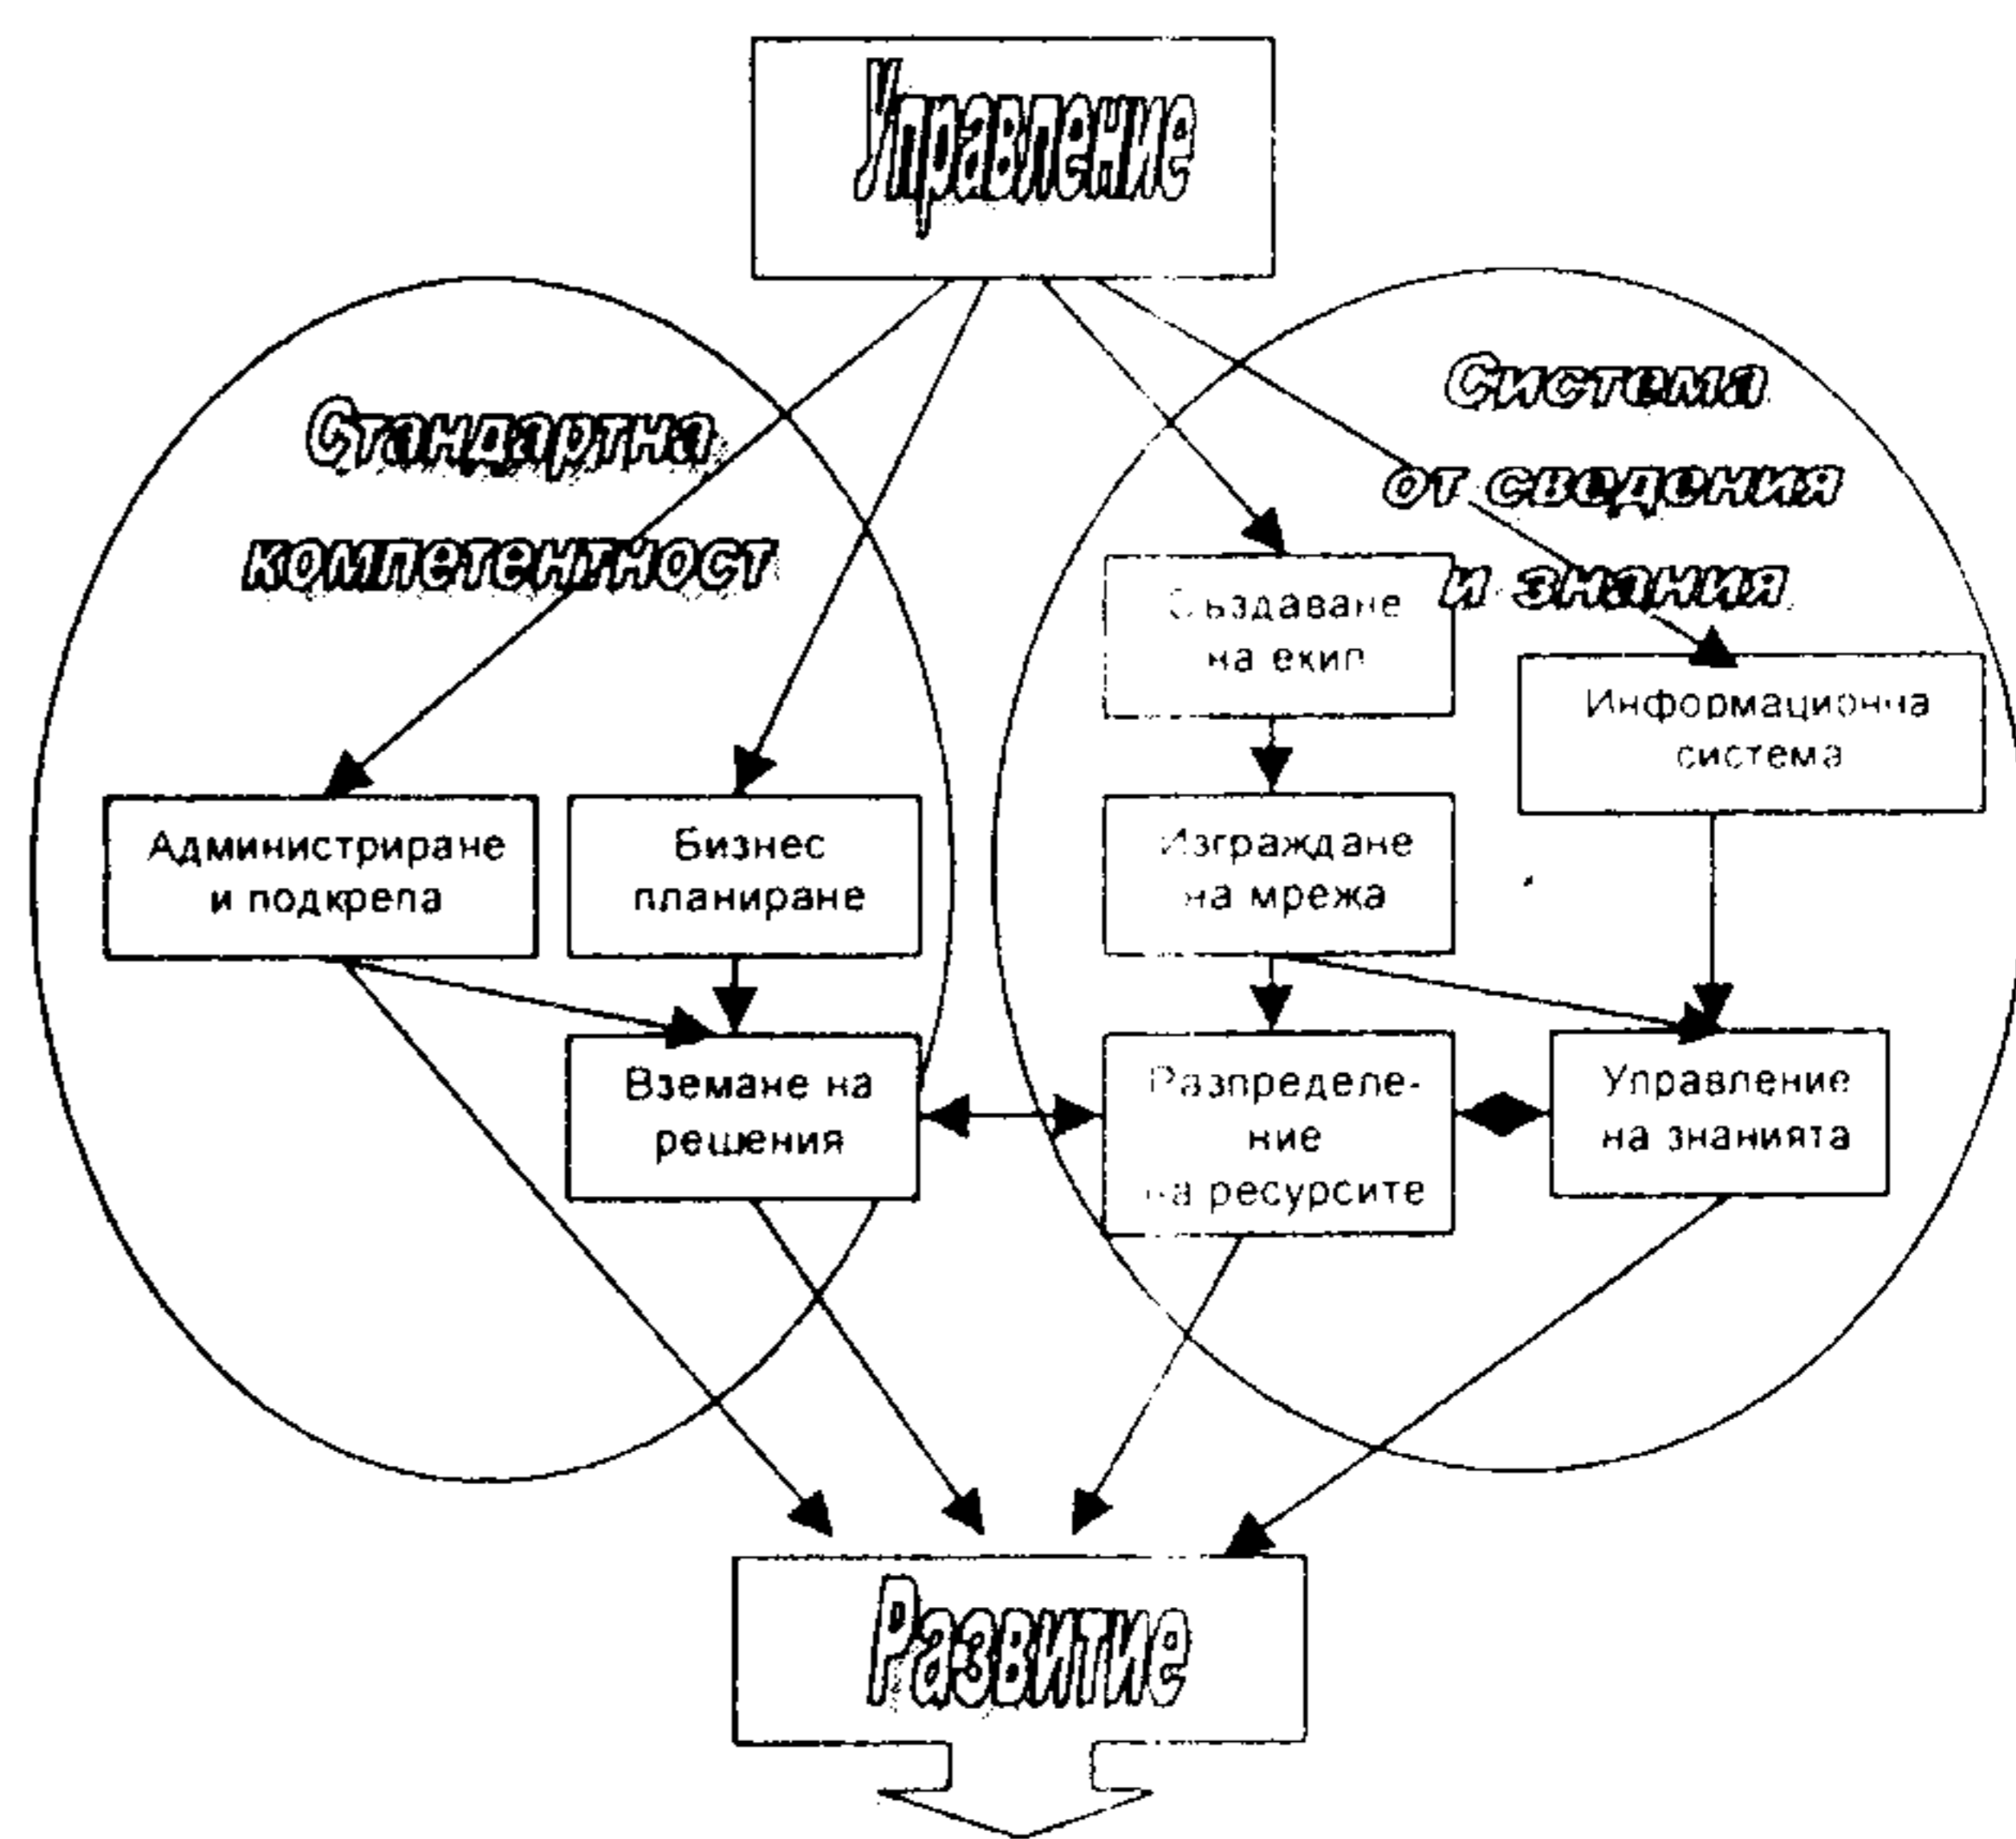 Управление
Стандартна
компетентност
Система
от сведения
и знания
Създаване
на екип
Информационна
система
Администриране
и подкрепа
Бизнес
планиране
Изграждане
на мрежа
Вземане на
решения
Разпределе-
ние
на ресурсите
Управление
на знанията
Развитие